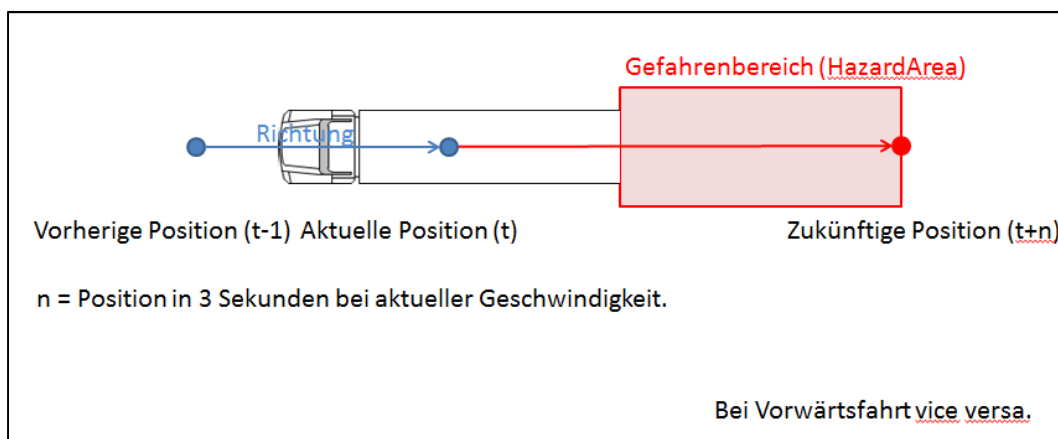 Gefahrenbereich (HazardArea)
Richtung
Vorherige Position (t-1) Aktuelle Position (t) Zukünftige Position (t+n)
n = Position in 3 Sekunden bei aktueller Geschwindigkeit.
Bei Vorwärtsfahrt vice versa.